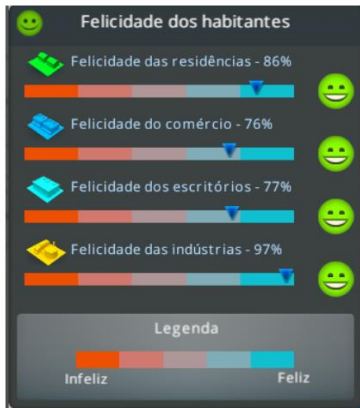 Felicidade dos habitantes
Felicidade das residências - 86%
Felicidade do comércio - 76%
Felicidade dos escritórios - 77%
Felicidade das indústrias - 97%
Legenda
Infeliz Feliz